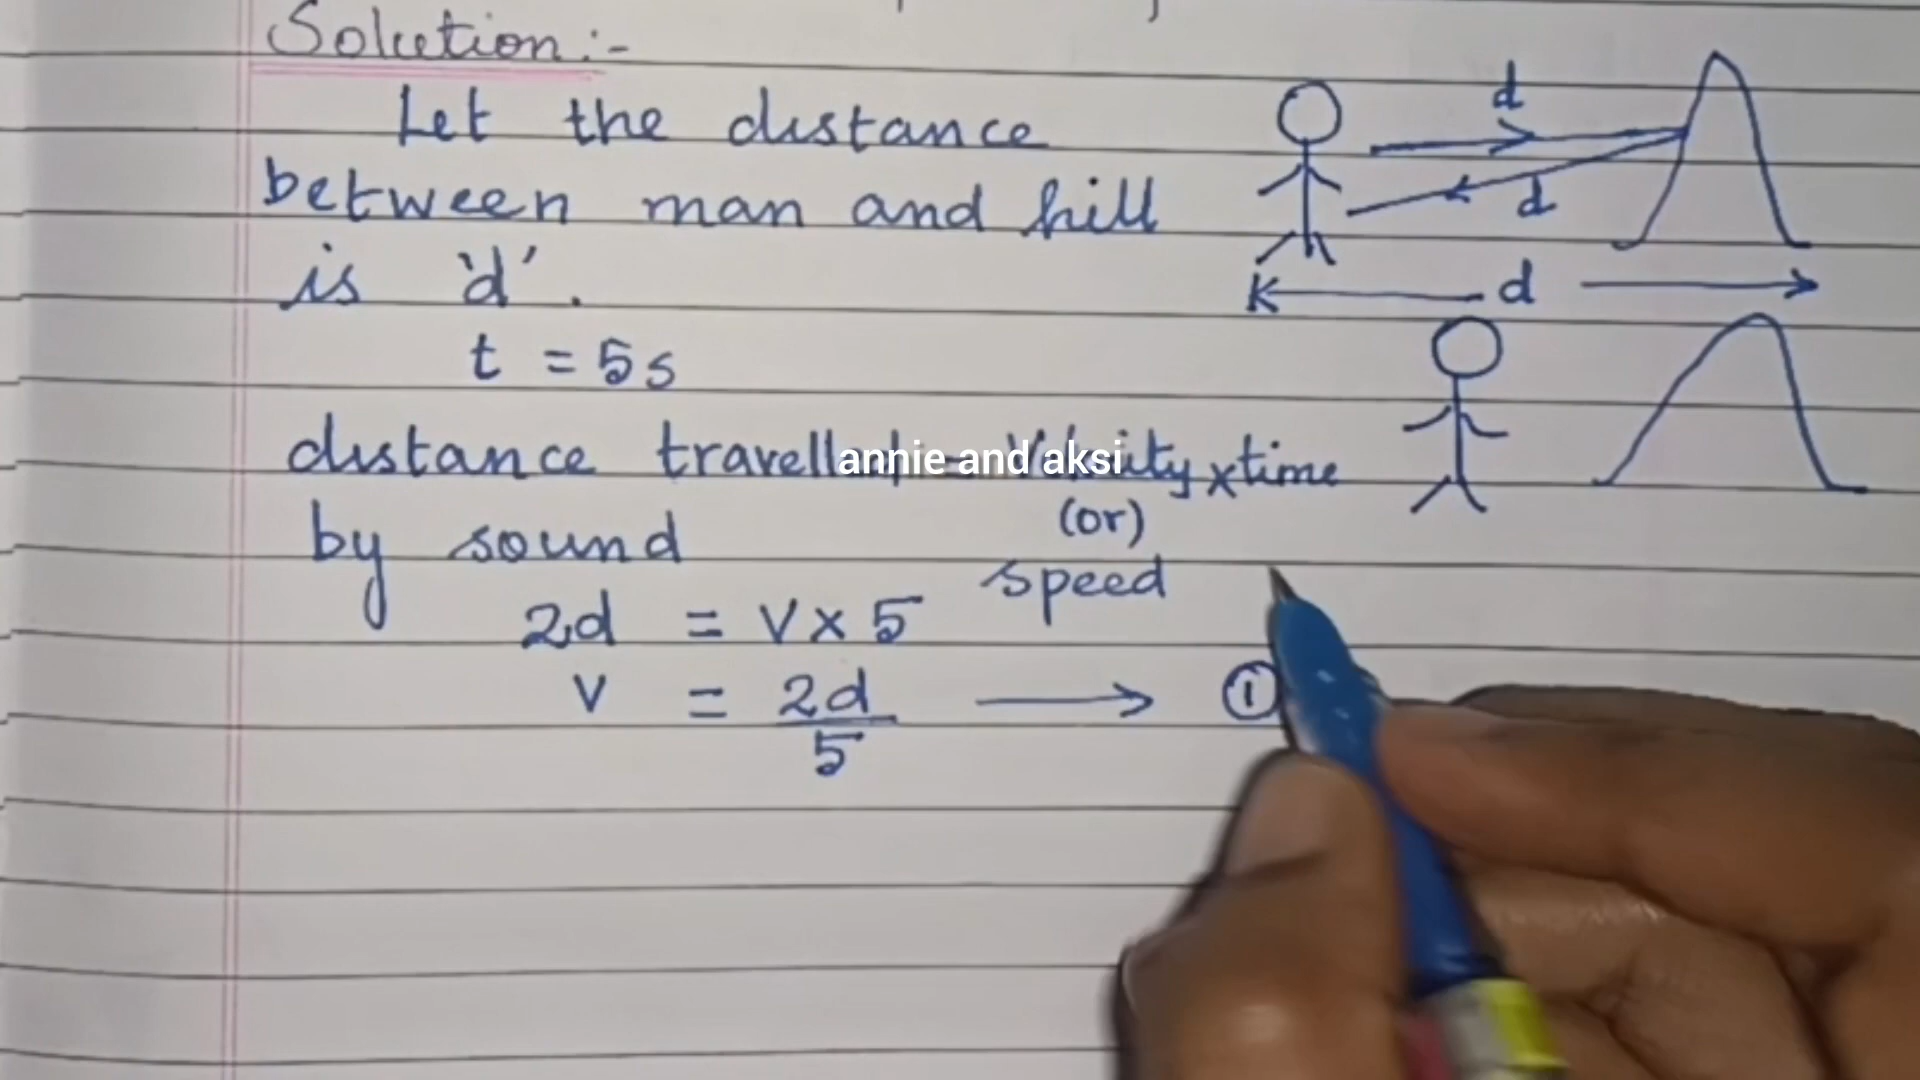 Solution:-
Let the distance
between man and hill
is 'd'.
t = 5s
distance travelled = Velocity × time
by sound
(or)
speed
2d = V × 5
V = 2d/5 → ①
d
d
d
annie and aksi